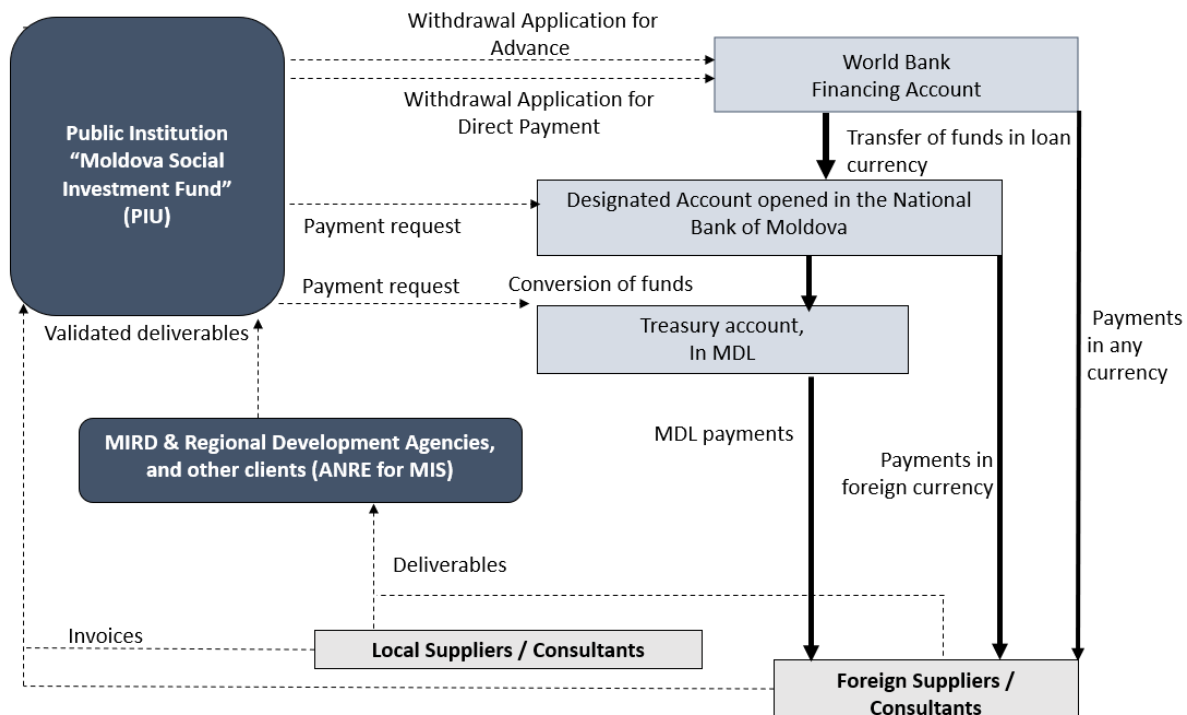 Withdrawal Application for
Advance
World Bank
Financing Account
Withdrawal Application for
Direct Payment
Public Institution
“Moldova Social
Investment Fund”
(PIU)
Transfer of funds in loan
currency
Designated Account opened in the National
Bank of Moldova
Payment request
Payment request
Conversion of funds
Validated deliverables
Treasury account,
In MDL
Payments
in any
currency
MIRD & Regional Development Agencies,
and other clients (ANRE for MIS)
MDL payments
Payments in
foreign currency
Deliverables
Invoices
Local Suppliers / Consultants
Foreign Suppliers /
Consultants